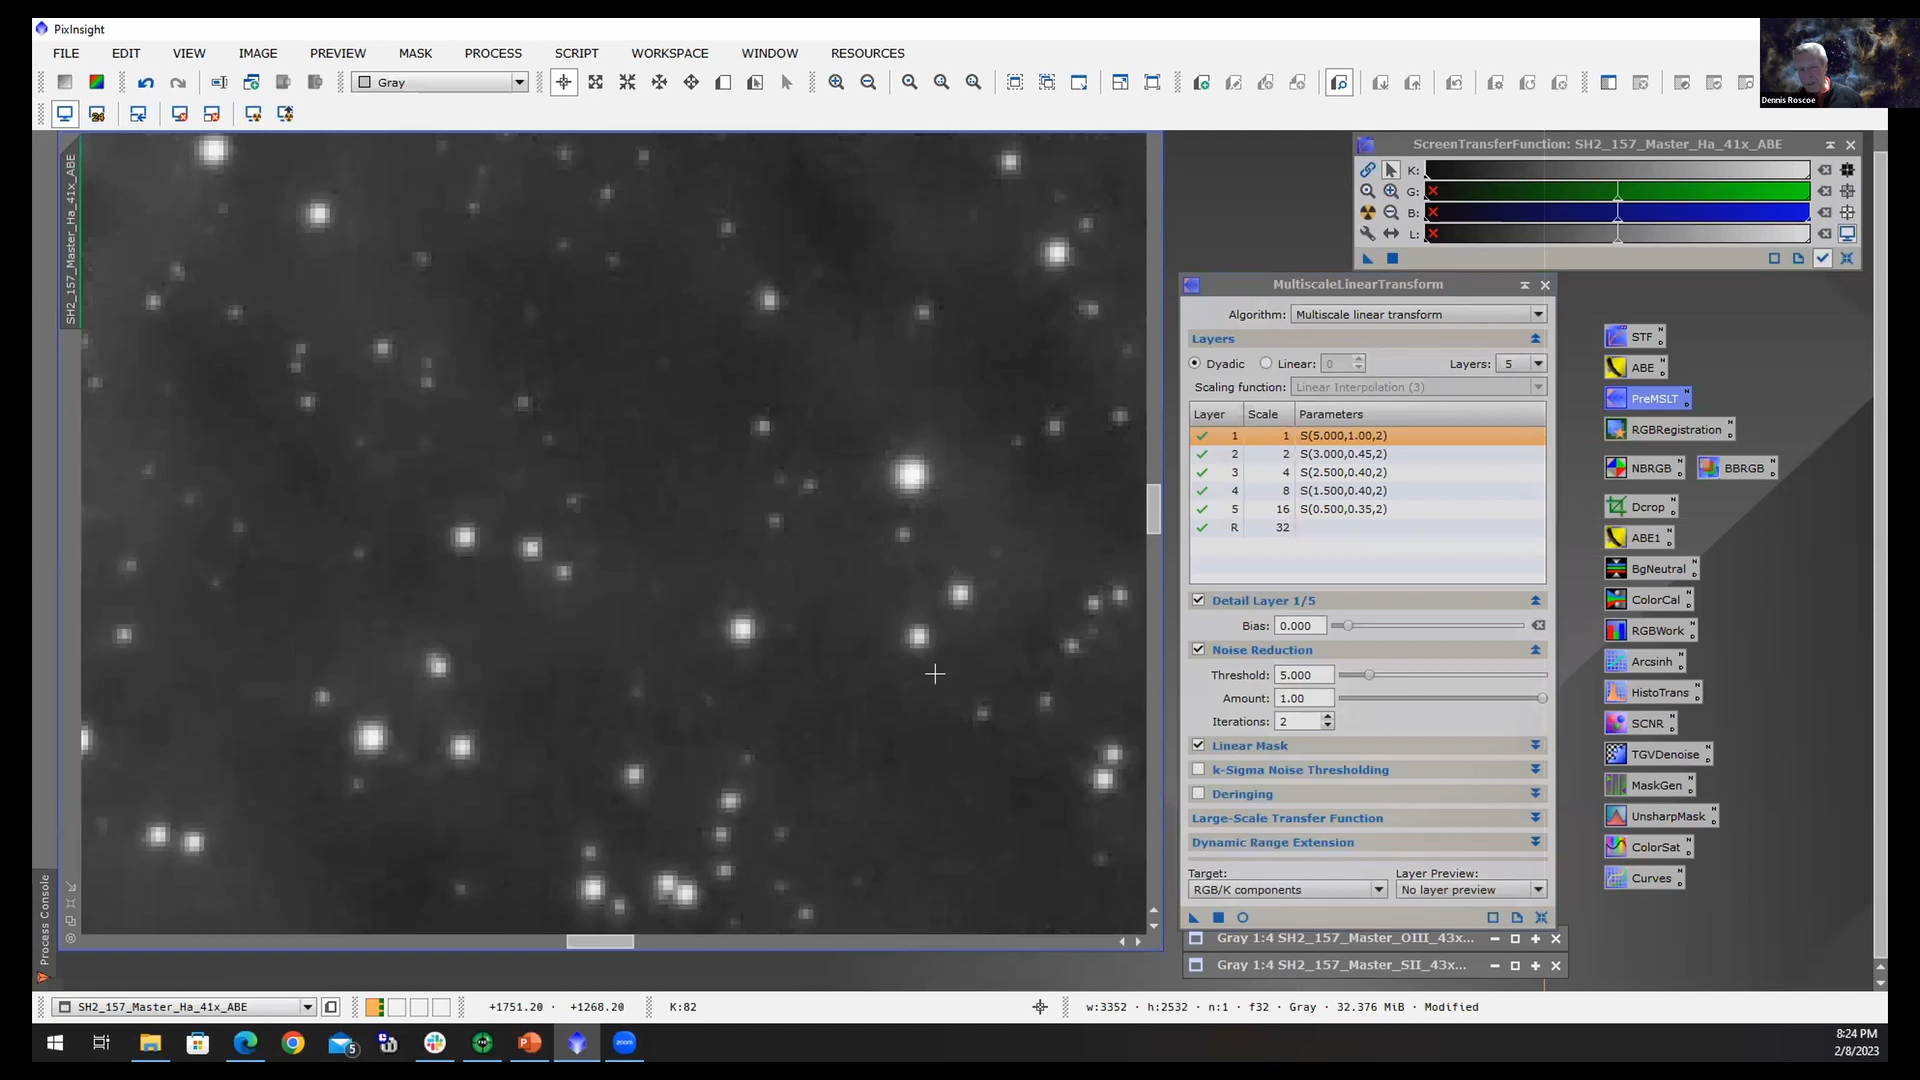 PixInsight
FILE EDIT VIEW IMAGE PREVIEW MASK PROCESS SCRIPT WORKSPACE WINDOW RESOURCES
Gray
Dennis Roscoe
SH2_157_Master_Ha_41x_ABE
ScreenTransferFunction: SH2_157_Master_Ha_41x_ABE
K:
G:
B:
L:
MultiscaleLinearTransform
Algorithm: Multiscale linear transform
Layers
Dyadic Linear: 0 Layers: 5
Scaling function: Linear Interpolation (3)
Layer Scale Parameters
1 1 S(5.000,1.00,2)
2 2 S(3.000,0.45,2)
3 4 S(2.500,0.40,2)
4 8 S(1.500,0.40,2)
5 16 S(0.500,0.35,2)
R 32
Detail Layer 1/5
Bias: 0.000
Noise Reduction
Threshold: 5.000
Amount: 1.00
Iterations: 2
Linear Mask
k-Sigma Noise Thresholding
Deringing
Large-Scale Transfer Function
Dynamic Range Extension
Target: Layer Preview:
RGB/K components No layer preview
Gray 1:4 SH2_157_Master_OIII_43x...
Gray 1:4 SH2_157_Master_SII_43x...
STF
ABE
PreMSLT
RGBRegistration
NBRGB BBRGB
Dcrop
ABE1
BgNeutral
ColorCal
RGBWork
Arcsinh
HistoTrans
SCNR
TGVDenoise
MaskGen
UnsharpMask
ColorSat
Curves
Process Console
SH2_157_Master_Ha_41x_ABE +1751.20 · +1268.20 K:82 w:3352 · h:2532 · n:1 · f32 · Gray · 32.376 MiB · Modified
5
zoom
8:24 PM
2/8/2023